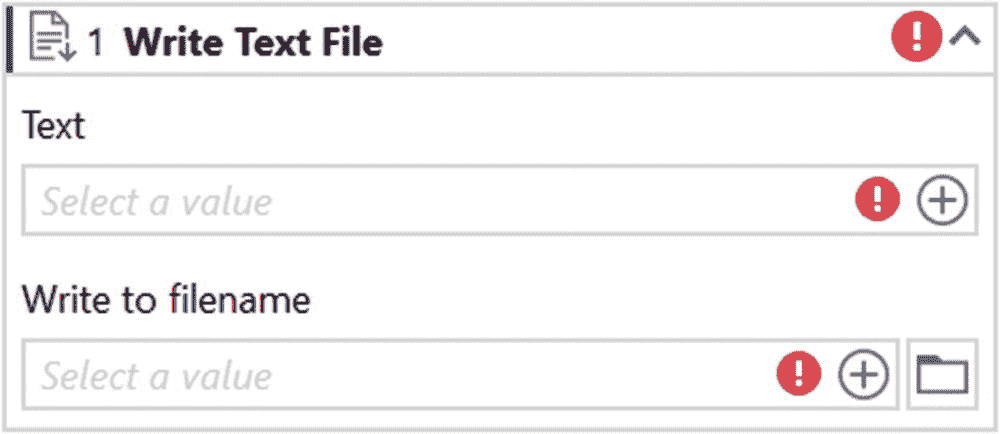 1 Write Text File
Text
Select a value
Write to filename
Select a value